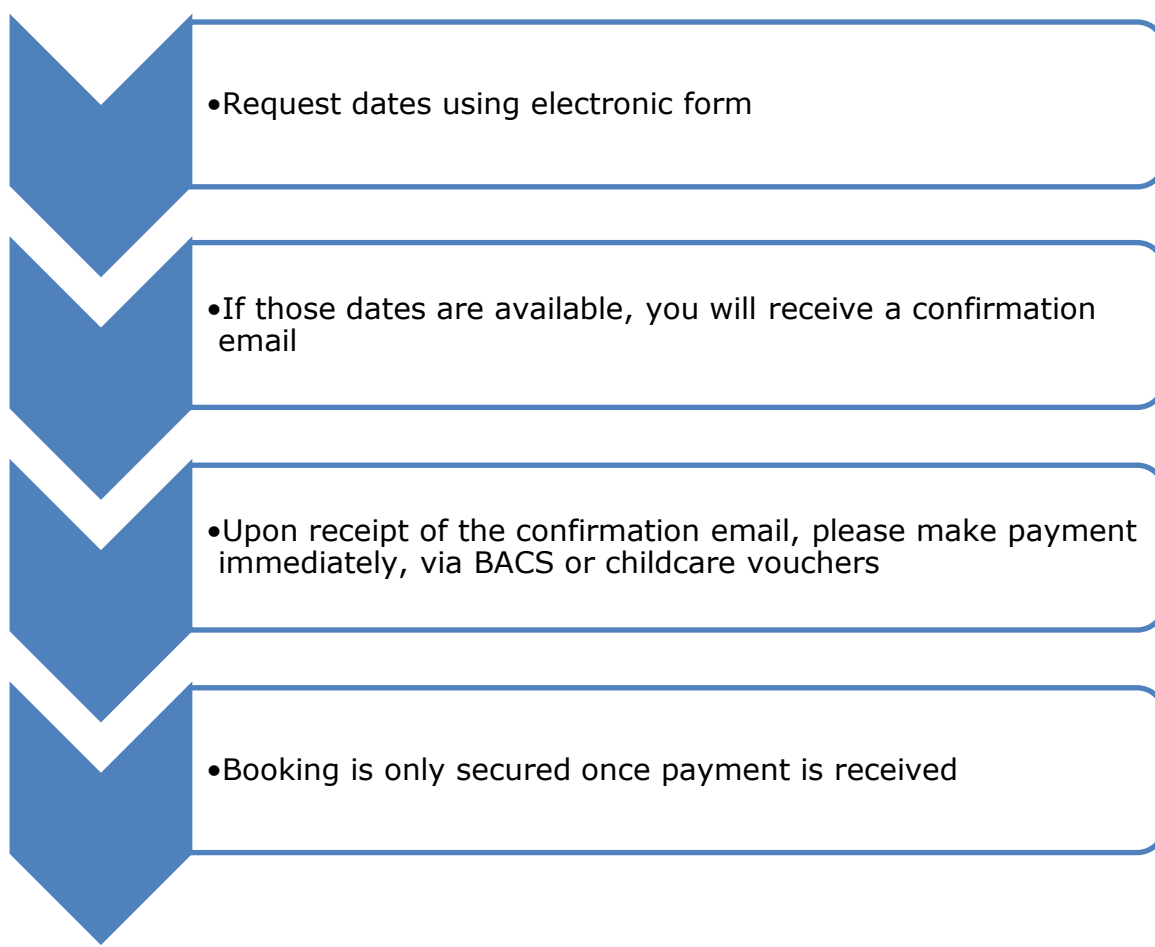 •Request dates using electronic form
•If those dates are available, you will receive a confirmation
email
•Upon receipt of the confirmation email, please make payment
immediately, via BACS or childcare vouchers
•Booking is only secured once payment is received